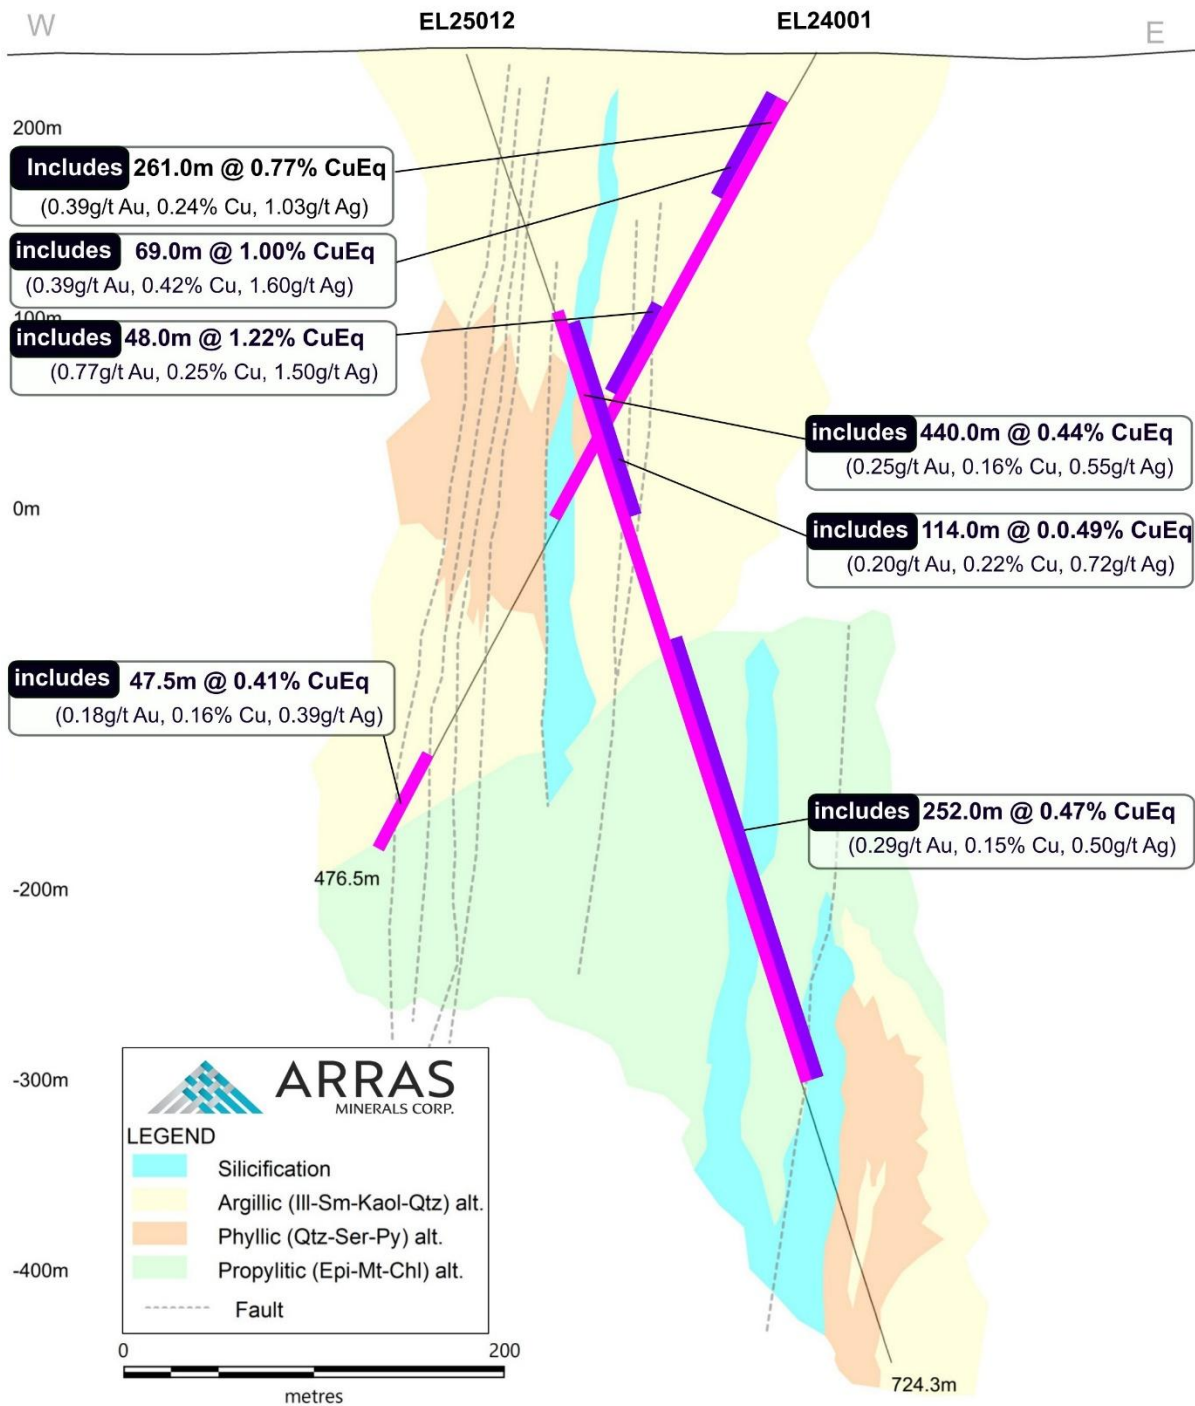 W
EL25012
EL24001
E
200m
Includes 261.0m @ 0.77% CuEq
(0.39g/t Au, 0.24% Cu, 1.03g/t Ag)
includes 69.0m @ 1.00% CuEq
(0.39g/t Au, 0.42% Cu, 1.60g/t Ag)
100m
includes 48.0m @ 1.22% CuEq
(0.77g/t Au, 0.25% Cu, 1.50g/t Ag)
includes 440.0m @ 0.44% CuEq
(0.25g/t Au, 0.16% Cu, 0.55g/t Ag)
0m
includes 114.0m @ 0.0.49% CuEq
(0.20g/t Au, 0.22% Cu, 0.72g/t Ag)
includes 47.5m @ 0.41% CuEq
(0.18g/t Au, 0.16% Cu, 0.39g/t Ag)
includes 252.0m @ 0.47% CuEq
(0.29g/t Au, 0.15% Cu, 0.50g/t Ag)
476.5m
-200m
-300m
ARRAS
MINERALS CORP.
LEGEND
Silicification
Argillic (Ill-Sm-Kaol-Qtz) alt.
Phyllic (Qtz-Ser-Py) alt.
Propylitic (Epi-Mt-Chl) alt.
Fault
-400m
0
200
metres
724.3m